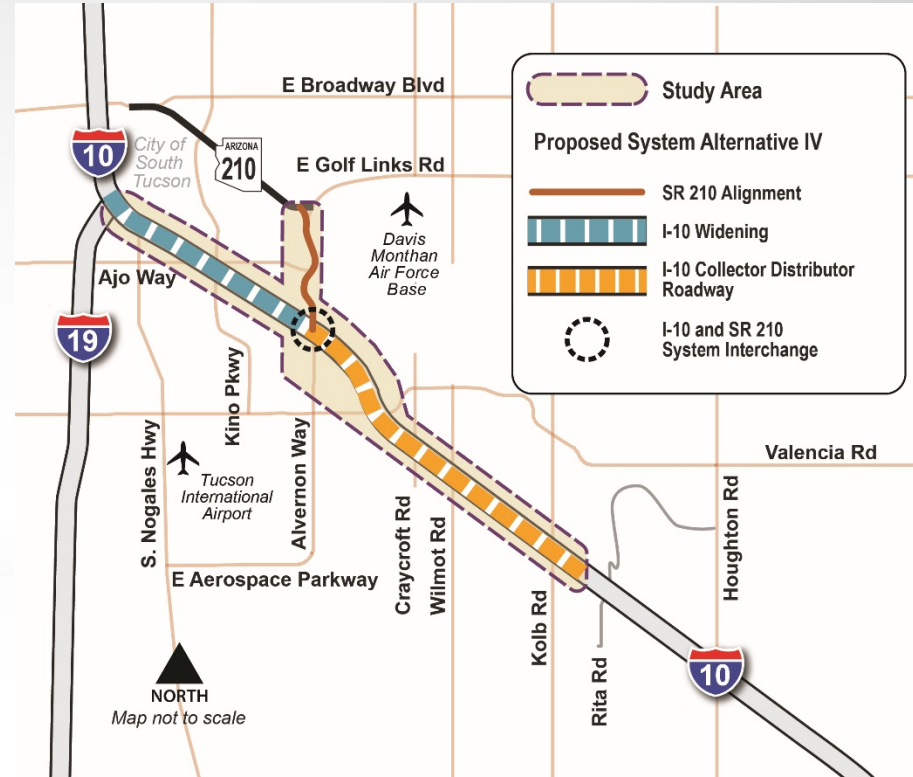 E Broadway Blvd
10
City of
South
Tucson
ARIZONA
210
E Golf Links Rd
Davis
Monthan
Air Force
Base
Ajo Way
19
Kino Pkwy
S. Nogales Hwy
Tucson
International
Airport
Alvernon Way
Craycroft Rd
Wilmot Rd
E Aerospace Parkway
Valencia Rd
Kolb Rd
Rita Rd
Houghton Rd
10
NORTH
Map not to scale
Study Area
Proposed System Alternative IV
SR 210 Alignment
I-10 Widening
I-10 Collector Distributor
Roadway
I-10 and SR 210
System Interchange